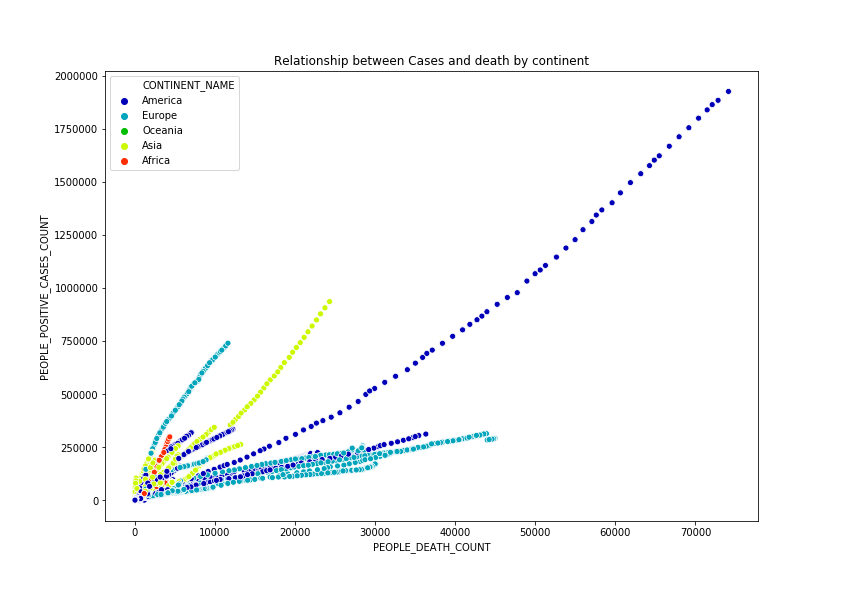 Relationship between Cases and death by continent
2000000
1750000
1500000
1250000
1000000
750000
500000
250000
0
PEOPLE_POSITIVE_CASES_COUNT
CONTINENT_NAME
America
Europe
Oceania
Asia
Africa
0 10000 20000 30000 40000 50000 60000 70000
PEOPLE_DEATH_COUNT